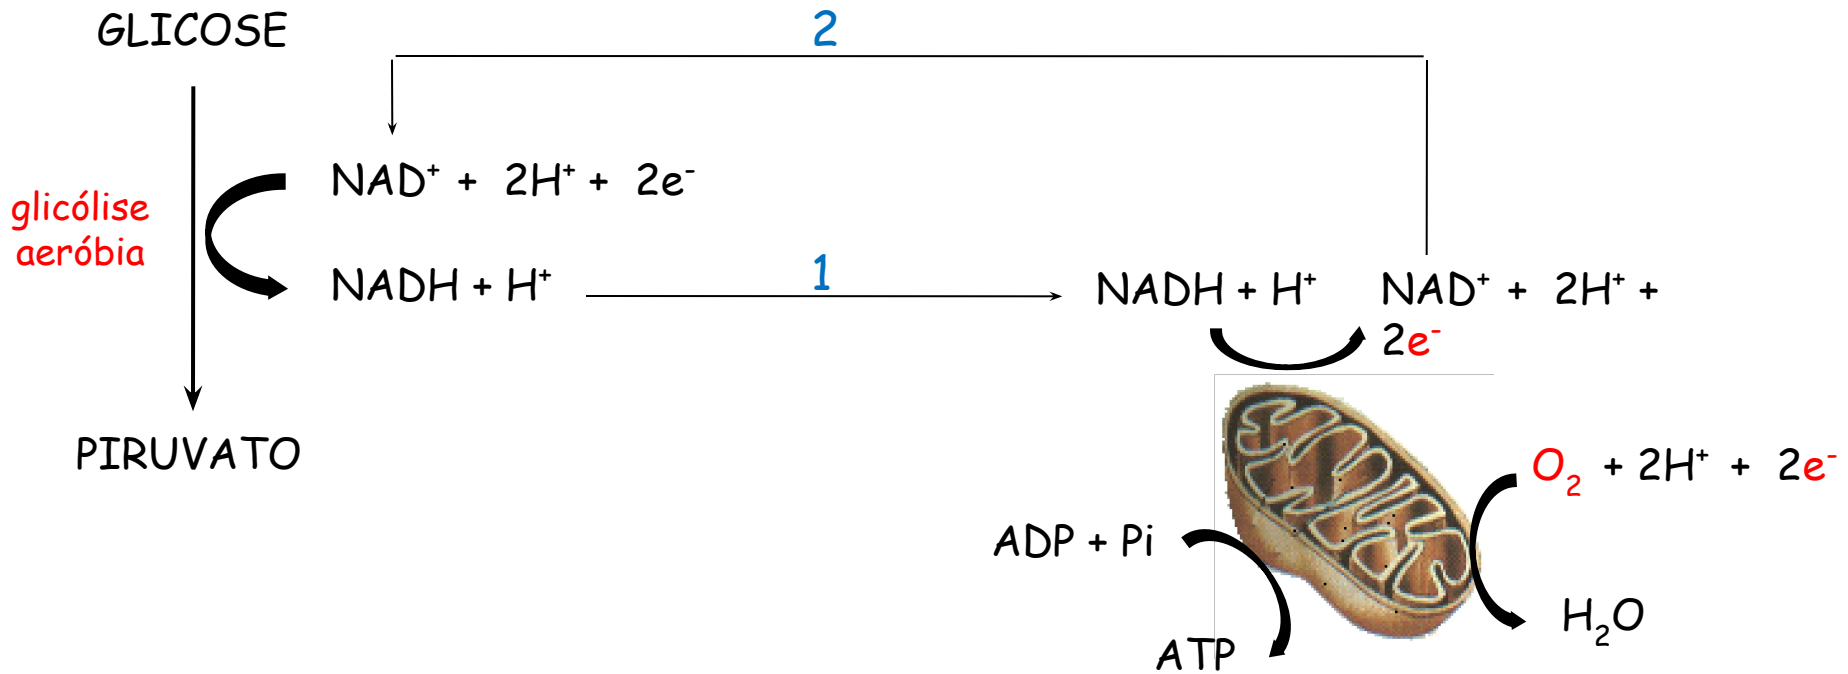 GLICOSE
2
NAD⁺ + 2H⁺ + 2e⁻
glicólise
aeróbia
NADH + H⁺
1
NADH + H⁺
NAD⁺ + 2H⁺ +
2e⁻
PIRUVATO
O₂ + 2H⁺ + 2e⁻
ADP + Pi
H₂O
ATP